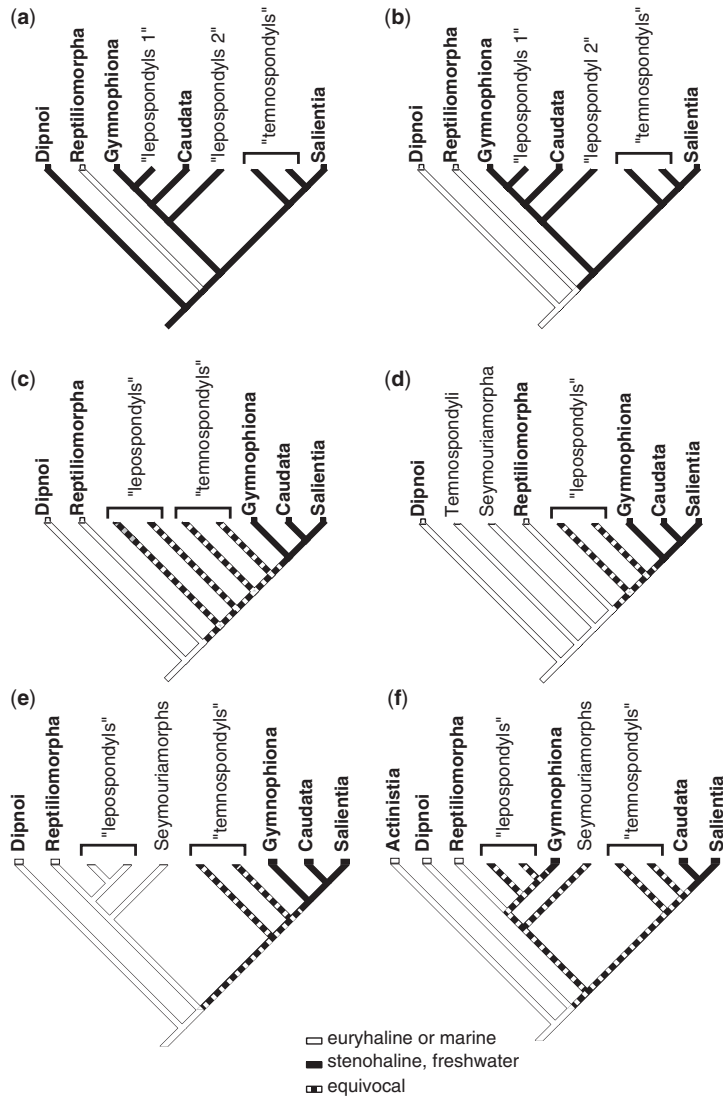 (a)
Dipnoi
Reptiliomorpha
Gymnophiona
"lepospondyls 1"
Caudata
"lepospondyls 2"
"temnospondyls"
Salientia
(b)
Dipnoi
Reptiliomorpha
Gymnophiona
"lepospondyls 1"
Caudata
"lepospondyl 2"
"temnospondyls"
Salientia
(c)
Dipnoi
Reptiliomorpha
"lepospondyls"
"temnospondyls"
Gymnophiona
Caudata
Salientia
(d)
Dipnoi
Temnospondyli
Seymouriamorpha
Reptiliomorpha
"lepospondyls"
Gymnophiona
Caudata
Salientia
(e)
Dipnoi
Reptiliomorpha
"lepospondyls"
Seymouriamorphs
"temnospondyls"
Gymnophiona
Caudata
Salientia
(f)
Actinistia
Dipnoi
Reptiliomorpha
"lepospondyls"
Gymnophiona
Seymouriamorphs
"temnospondyls"
Caudata
Salientia
euryhaline or marine
stenohaline, freshwater
equivocal